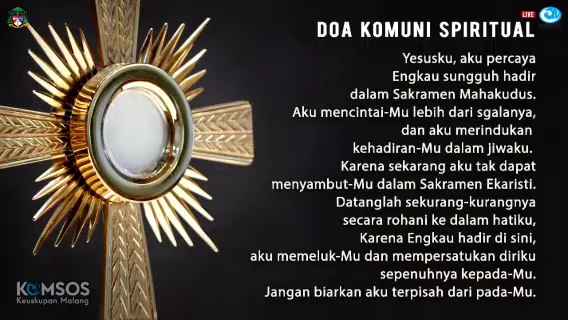 LIVE
DOA KOMUNI SPIRITUAL
Yesusku, aku percaya
Engkau sungguh hadir
dalam Sakramen Mahakudus.
Aku mencintai-Mu lebih dari sgalanya,
dan aku merindukan
kehadiran-Mu dalam jiwaku.
Karena sekarang aku tak dapat
menyambut-Mu dalam Sakramen Ekaristi.
Datanglah sekurang-kurangnya
secara rohani ke dalam hatiku,
Karena Engkau hadir di sini,
aku memeluk-Mu dan mempersatukan diriku
sepenuhnya kepada-Mu.
Jangan biarkan aku terpisah dari pada-Mu.
KOMSOS
Keuskupan Malang